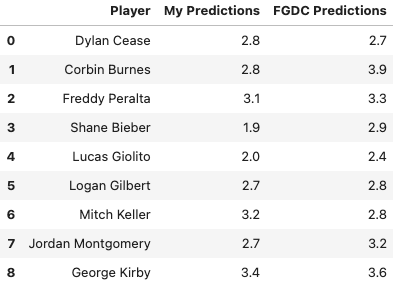 Player My Predictions FGDC Predictions
0 Dylan Cease 2.8 2.7
1 Corbin Burnes 2.8 3.9
2 Freddy Peralta 3.1 3.3
3 Shane Bieber 1.9 2.9
4 Lucas Giolito 2.0 2.4
5 Logan Gilbert 2.7 2.8
6 Mitch Keller 3.2 2.8
7 Jordan Montgomery 2.7 3.2
8 George Kirby 3.4 3.6